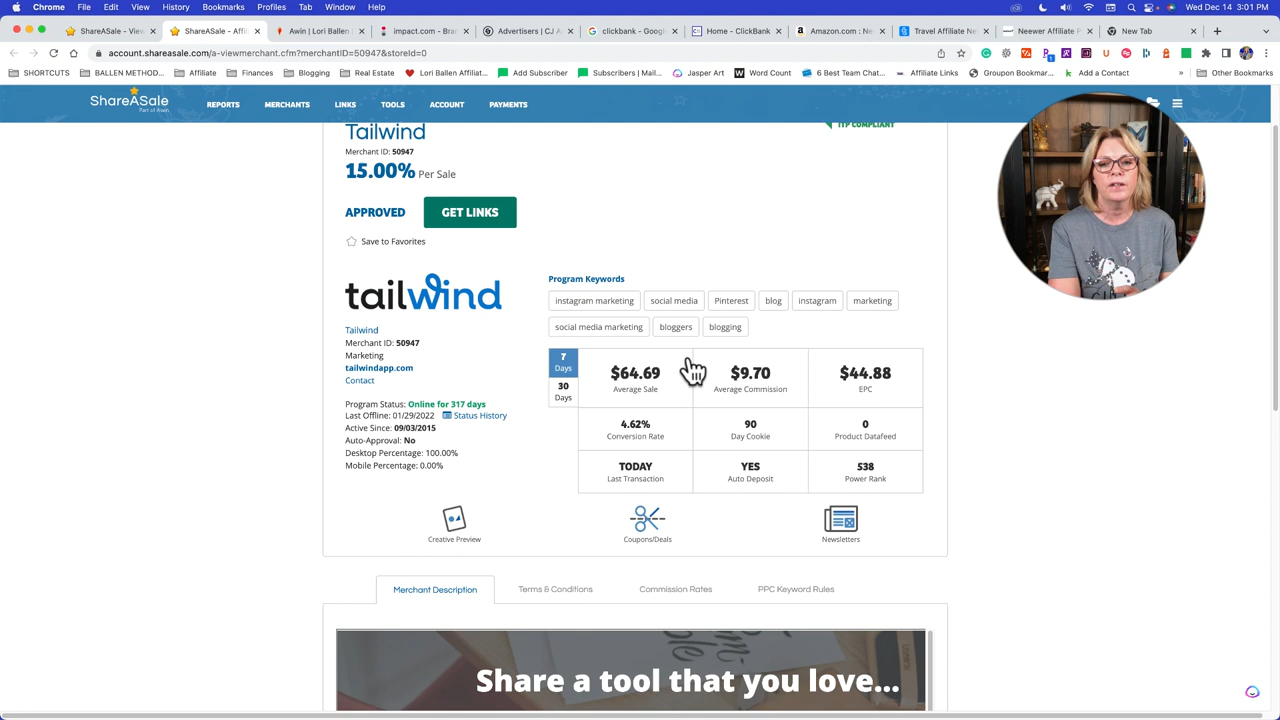 Chrome File Edit View History Bookmarks Profiles Tab Window Help Wed Dec 14 3:01 PM
ShareASale - View ShareASale - Affil Awin | Lori Ballen impact.com - Bran Advertisers | CJ A clickbank - Goog Home - ClickBank Amazon.com : Ne Travel Affiliate Ne Neewer Affiliate P New Tab
account.shareasale.com/a-viewmerchant.cfm?merchantID=50947&storeId=0
SHORTCUTS BALLEN METHOD... Affiliate Finances Blogging Real Estate Lori Ballen Affiliat... Add Subscriber Subscribers | Mail... Jasper Art Word Count 6 Best Team Chat... Affiliate Links Groupon Bookmar... Add a Contact » Other Bookmarks
ShareASale REPORTS MERCHANTS LINKS TOOLS ACCOUNT PAYMENTS
Part of Awin
Tailwind ITP COMPLIANT
Merchant ID: 50947
15.00% Per Sale
APPROVED GET LINKS
Save to Favorites
tailwind
Tailwind
Merchant ID: 50947
Marketing
tailwindapp.com
Contact
Program Status: Online for 317 days
Last Offline: 01/29/2022 Status History
Active Since: 09/03/2015
Auto-Approval: No
Desktop Percentage: 100.00%
Mobile Percentage: 0.00%
Program Keywords
instagram marketing social media Pinterest blog instagram marketing
social media marketing bloggers blogging
7 Days
30 Days
$64.69 $9.70 $44.88
Average Sale Average Commission EPC
4.62% 90 0
Conversion Rate Day Cookie Product Datafeed
TODAY YES 538
Last Transaction Auto Deposit Power Rank
Creative Preview Coupons/Deals Newsletters
Merchant Description Terms & Conditions Commission Rates PPC Keyword Rules
Share a tool that you love...